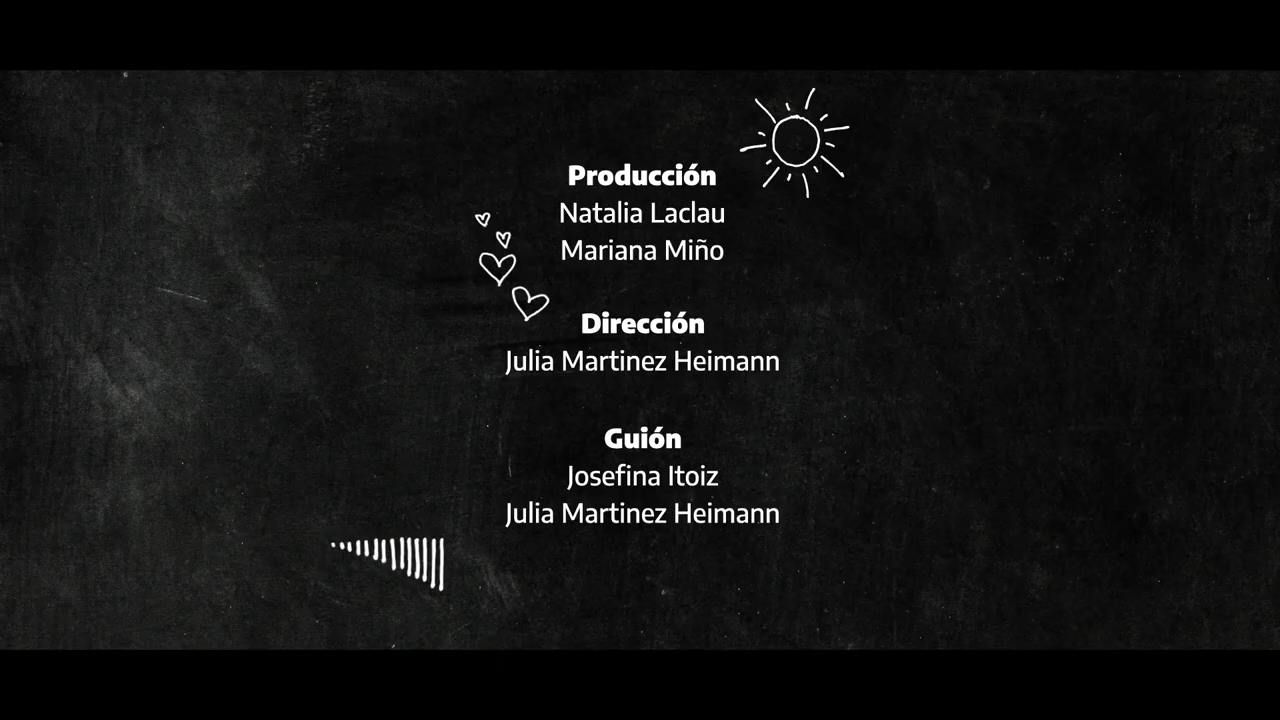 Producción
Natalia Laclau
Mariana Miño
Dirección
Julia Martinez Heimann
Guión
Josefina Itoiz
Julia Martinez Heimann